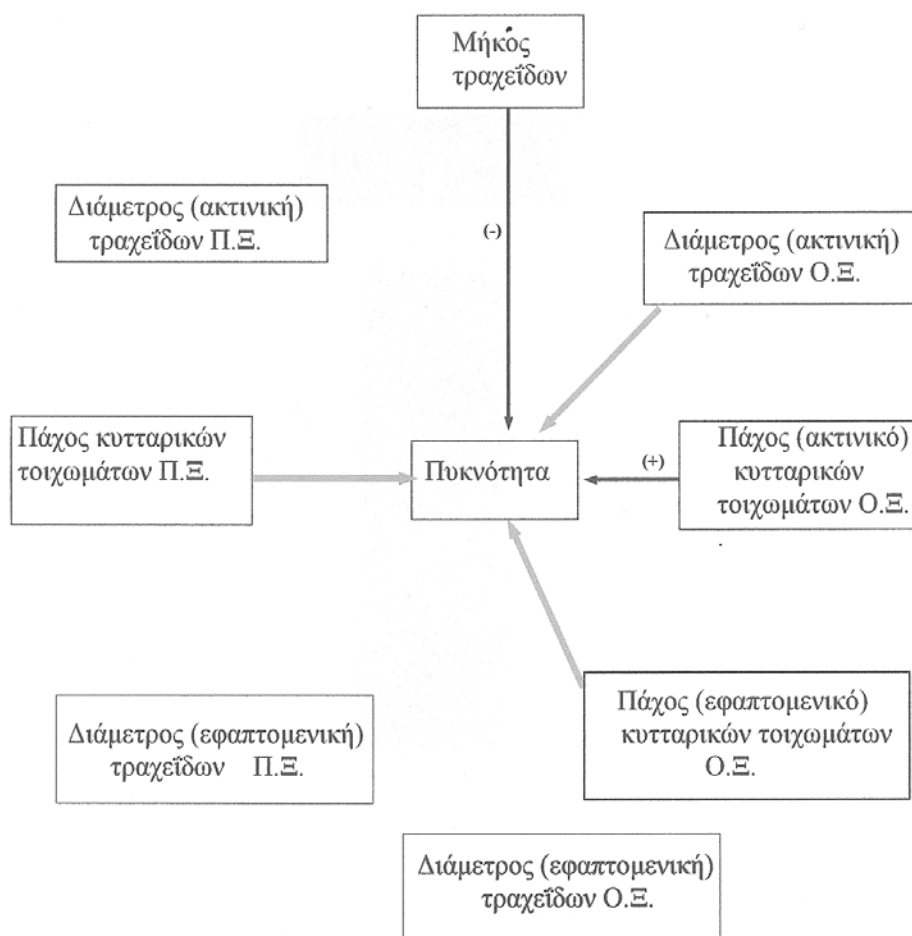 Μήκος
τραχεΐδων
Διάμετρος (ακτινική)
τραχεΐδων Π.Ξ.
(-)
Διάμετρος (ακτινική)
τραχεΐδων Ο.Ξ.
Πάχος κυτταρικών
τοιχωμάτων Π.Ξ.
Πυκνότητα
(+)
Πάχος (ακτινικό)
κυτταρικών
τοιχωμάτων Ο.Ξ.
Διάμετρος (εφαπτομενική)
τραχεΐδων Π.Ξ.
Πάχος (εφαπτομενικό)
κυτταρικών τοιχωμάτων
Ο.Ξ.
Διάμετρος (εφαπτομενική)
τραχεΐδων Ο.Ξ.